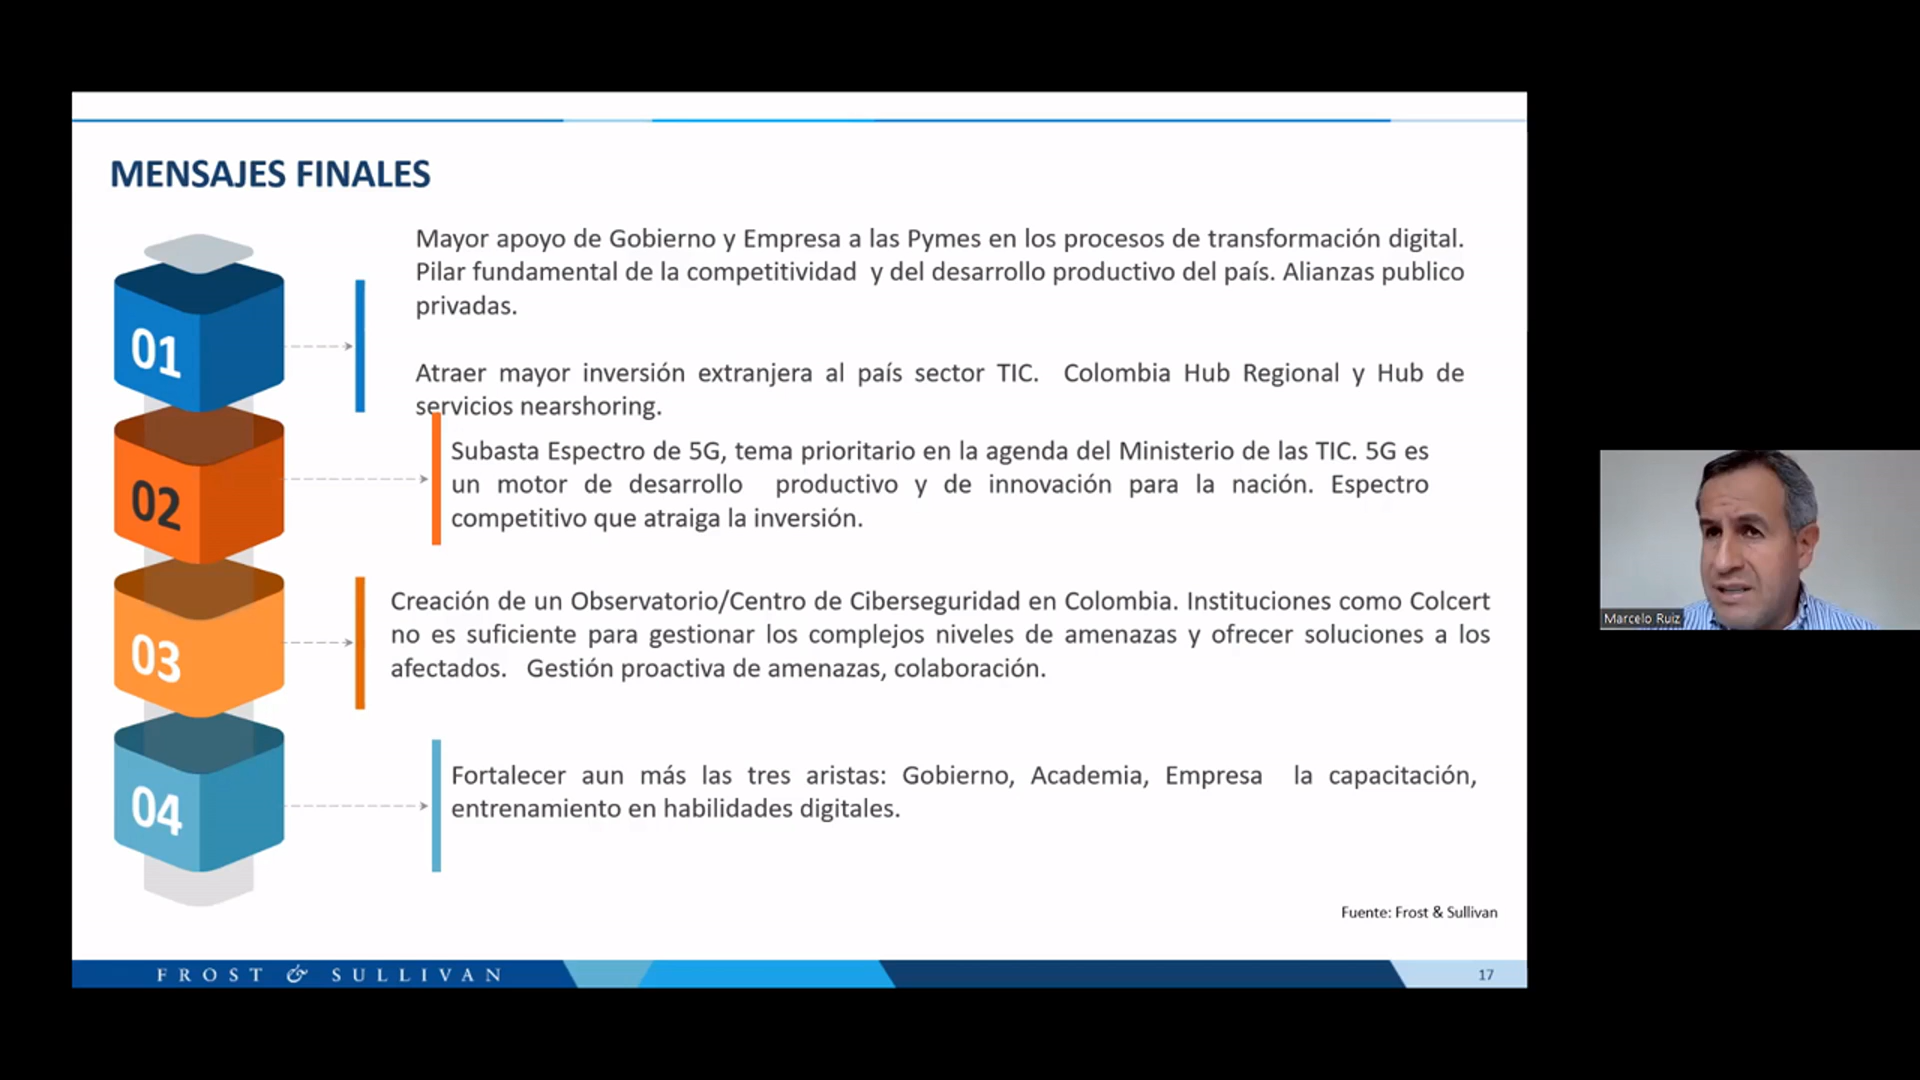 MENSAJES FINALES
01
Mayor apoyo de Gobierno y Empresa a las Pymes en los procesos de transformación digital.
Pilar fundamental de la competitividad  y del desarrollo productivo del país. Alianzas publico
privadas.
Atraer mayor inversión extranjera al país sector TIC.  Colombia Hub Regional y Hub de
servicios nearshoring.
02
Subasta Espectro de 5G, tema prioritario en la agenda del Ministerio de las TIC. 5G es
un motor de desarrollo  productivo y de innovación para la nación. Espectro
competitivo que atraiga la inversión.
03
Creación de un Observatorio/Centro de Ciberseguridad en Colombia. Instituciones como Colcert
no es suficiente para gestionar los complejos niveles de amenazas y ofrecer soluciones a los
afectados.   Gestión proactiva de amenazas, colaboración.
04
Fortalecer aun más las tres aristas: Gobierno, Academia, Empresa  la capacitación,
entrenamiento en habilidades digitales.
Fuente: Frost & Sullivan
FROST & SULLIVAN
17
Marcelo Ruiz